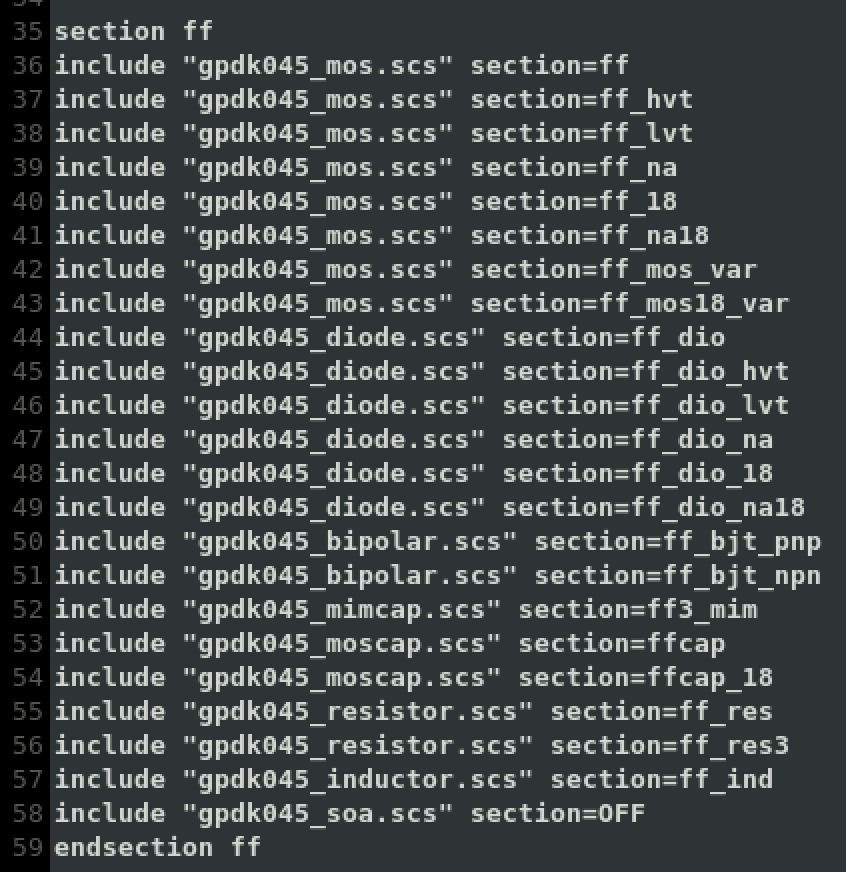 35 section ff
36 include "gpdk045_mos.scs" section=ff
37 include "gpdk045_mos.scs" section=ff_hvt
38 include "gpdk045_mos.scs" section=ff_lvt
39 include "gpdk045_mos.scs" section=ff_na
40 include "gpdk045_mos.scs" section=ff_18
41 include "gpdk045_mos.scs" section=ff_na18
42 include "gpdk045_mos.scs" section=ff_mos_var
43 include "gpdk045_mos.scs" section=ff_mos18_var
44 include "gpdk045_diode.scs" section=ff_dio
45 include "gpdk045_diode.scs" section=ff_dio_hvt
46 include "gpdk045_diode.scs" section=ff_dio_lvt
47 include "gpdk045_diode.scs" section=ff_dio_na
48 include "gpdk045_diode.scs" section=ff_dio_18
49 include "gpdk045_diode.scs" section=ff_dio_na18
50 include "gpdk045_bipolar.scs" section=ff_bjt_pnp
51 include "gpdk045_bipolar.scs" section=ff_bjt_npn
52 include "gpdk045_mimcap.scs" section=ff3_mim
53 include "gpdk045_moscap.scs" section=ffcap
54 include "gpdk045_moscap.scs" section=ffcap_18
55 include "gpdk045_resistor.scs" section=ff_res
56 include "gpdk045_resistor.scs" section=ff_res3
57 include "gpdk045_inductor.scs" section=ff_ind
58 include "gpdk045_soa.scs" section=OFF
59 endsection ff